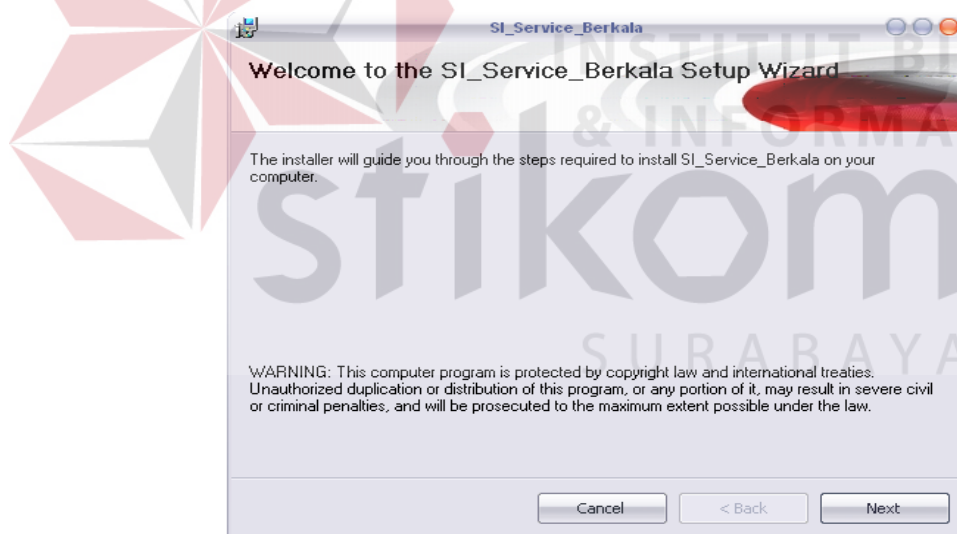 SI_Service_Berkala
INSTITUT BI
Welcome to the SI_Service_Berkala Setup Wizard
& INFORMA
The installer will guide you through the steps required to install SI_Service_Berkala on your
computer.
stikom
SURABAYA
WARNING: This computer program is protected by copyright law and international treaties.
Unauthorized duplication or distribution of this program, or any portion of it, may result in severe civil
or criminal penalties, and will be prosecuted to the maximum extent possible under the law.
Cancel
< Back
Next